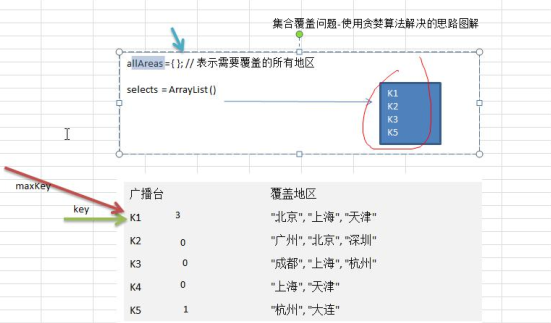 集合覆盖问题-使用贪婪算法解决的思路图解
allAreas={ }; // 表示需要覆盖的所有地区
selects = ArrayList ()
K1
K2
K3
K5
maxKey
key
广播台 覆盖地区
K1 3 "北京", "上海", "天津"
K2 0 "广州", "北京", "深圳"
K3 0 "成都", "上海", "杭州"
K4 0 "上海", "天津"
K5 1 "杭州", "大连"